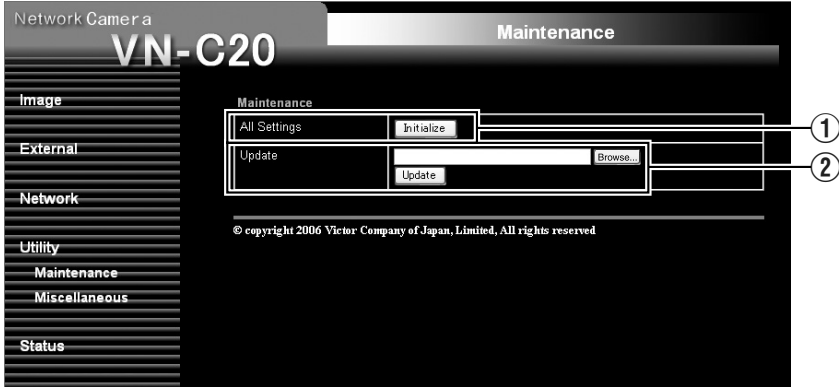 Network Camera
VN-C20
Maintenance
Image
External
Network
Utility
Maintenance
Miscellaneous
Status
Maintenance
All Settings
Initialize
①
Update
Browse...
②
Update
© copyright 2006 Victor Company of Japan, Limited, All rights reserved